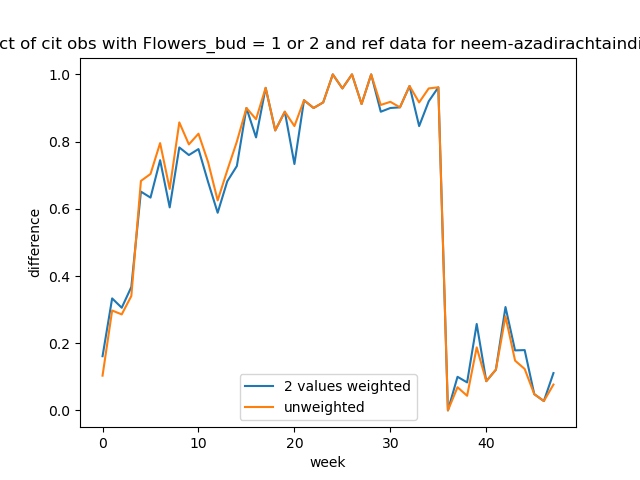 ct of cit obs with Flowers_bud = 1 or 2 and ref data for neem-azadirachtaindi
1.0
0.8
0.6
0.4
0.2
0.0
difference
2 values weighted
unweighted
0 10 20 30 40
week